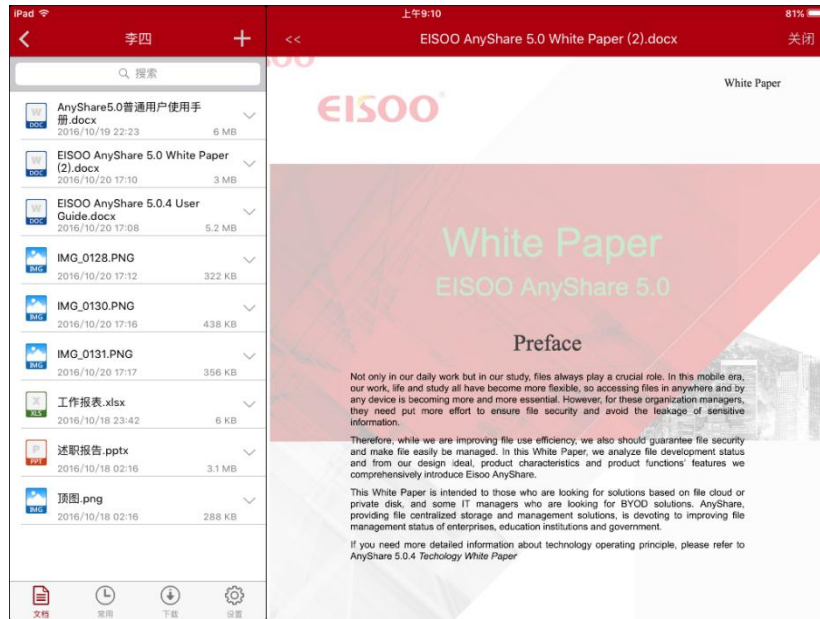 iPad
上午9:10
81%
李四
+
<<
EISOO AnyShare 5.0 White Paper (2).docx
关闭
搜索
AnyShare5.0普通用户使用手
册.docx
2016/10/19 22:23
6 MB
EISOO AnyShare 5.0 White Paper
(2).docx
2016/10/20 17:10
3 MB
EISOO AnyShare 5.0.4 User
Guide.docx
2016/10/20 17:08
5.2 MB
IMG_0128.PNG
2016/10/20 17:12
322 KB
IMG_0130.PNG
2016/10/20 17:16
438 KB
IMG_0131.PNG
2016/10/20 17:17
356 KB
工作报表.xlsx
2016/10/18 23:42
6 KB
述职报告.pptx
2016/10/18 02:16
3.1 MB
顶图.png
2016/10/18 02:16
288 KB
W
DOC
W
DOC
W
DOC
IMG
IMG
IMG
X
XLS
P
PPT
IMG
文档
常用
下载
设置
White Paper
EISOO
White Paper
EISOO AnyShare 5.0
Preface
Not only in our daily work but in our study, files always play a crucial role. In this mobile era,
our work, life and study all have become more flexible, so accessing files in anywhere and by
any device is becoming more and more essential. However, for these organization managers,
they need put more effort to ensure file security and avoid the leakage of sensitive
information.
Therefore, while we are improving file use efficiency, we also should guarantee file security
and make file easily be managed. In this White Paper, we analyze file development status
and from our design ideal, product characteristics and product functions' features we
comprehensively introduce Eisoo AnyShare.
This White Paper is intended to those who are looking for solutions based on file cloud or
private disk, and some IT managers who are looking for BYOD solutions. AnyShare,
providing file centralized storage and management solutions, is devoting to improving file
management status of enterprises, education institutions and government.
If you need more detailed information about technology operating principle, please refer to
AnyShare 5.0.4 Techology White Paper